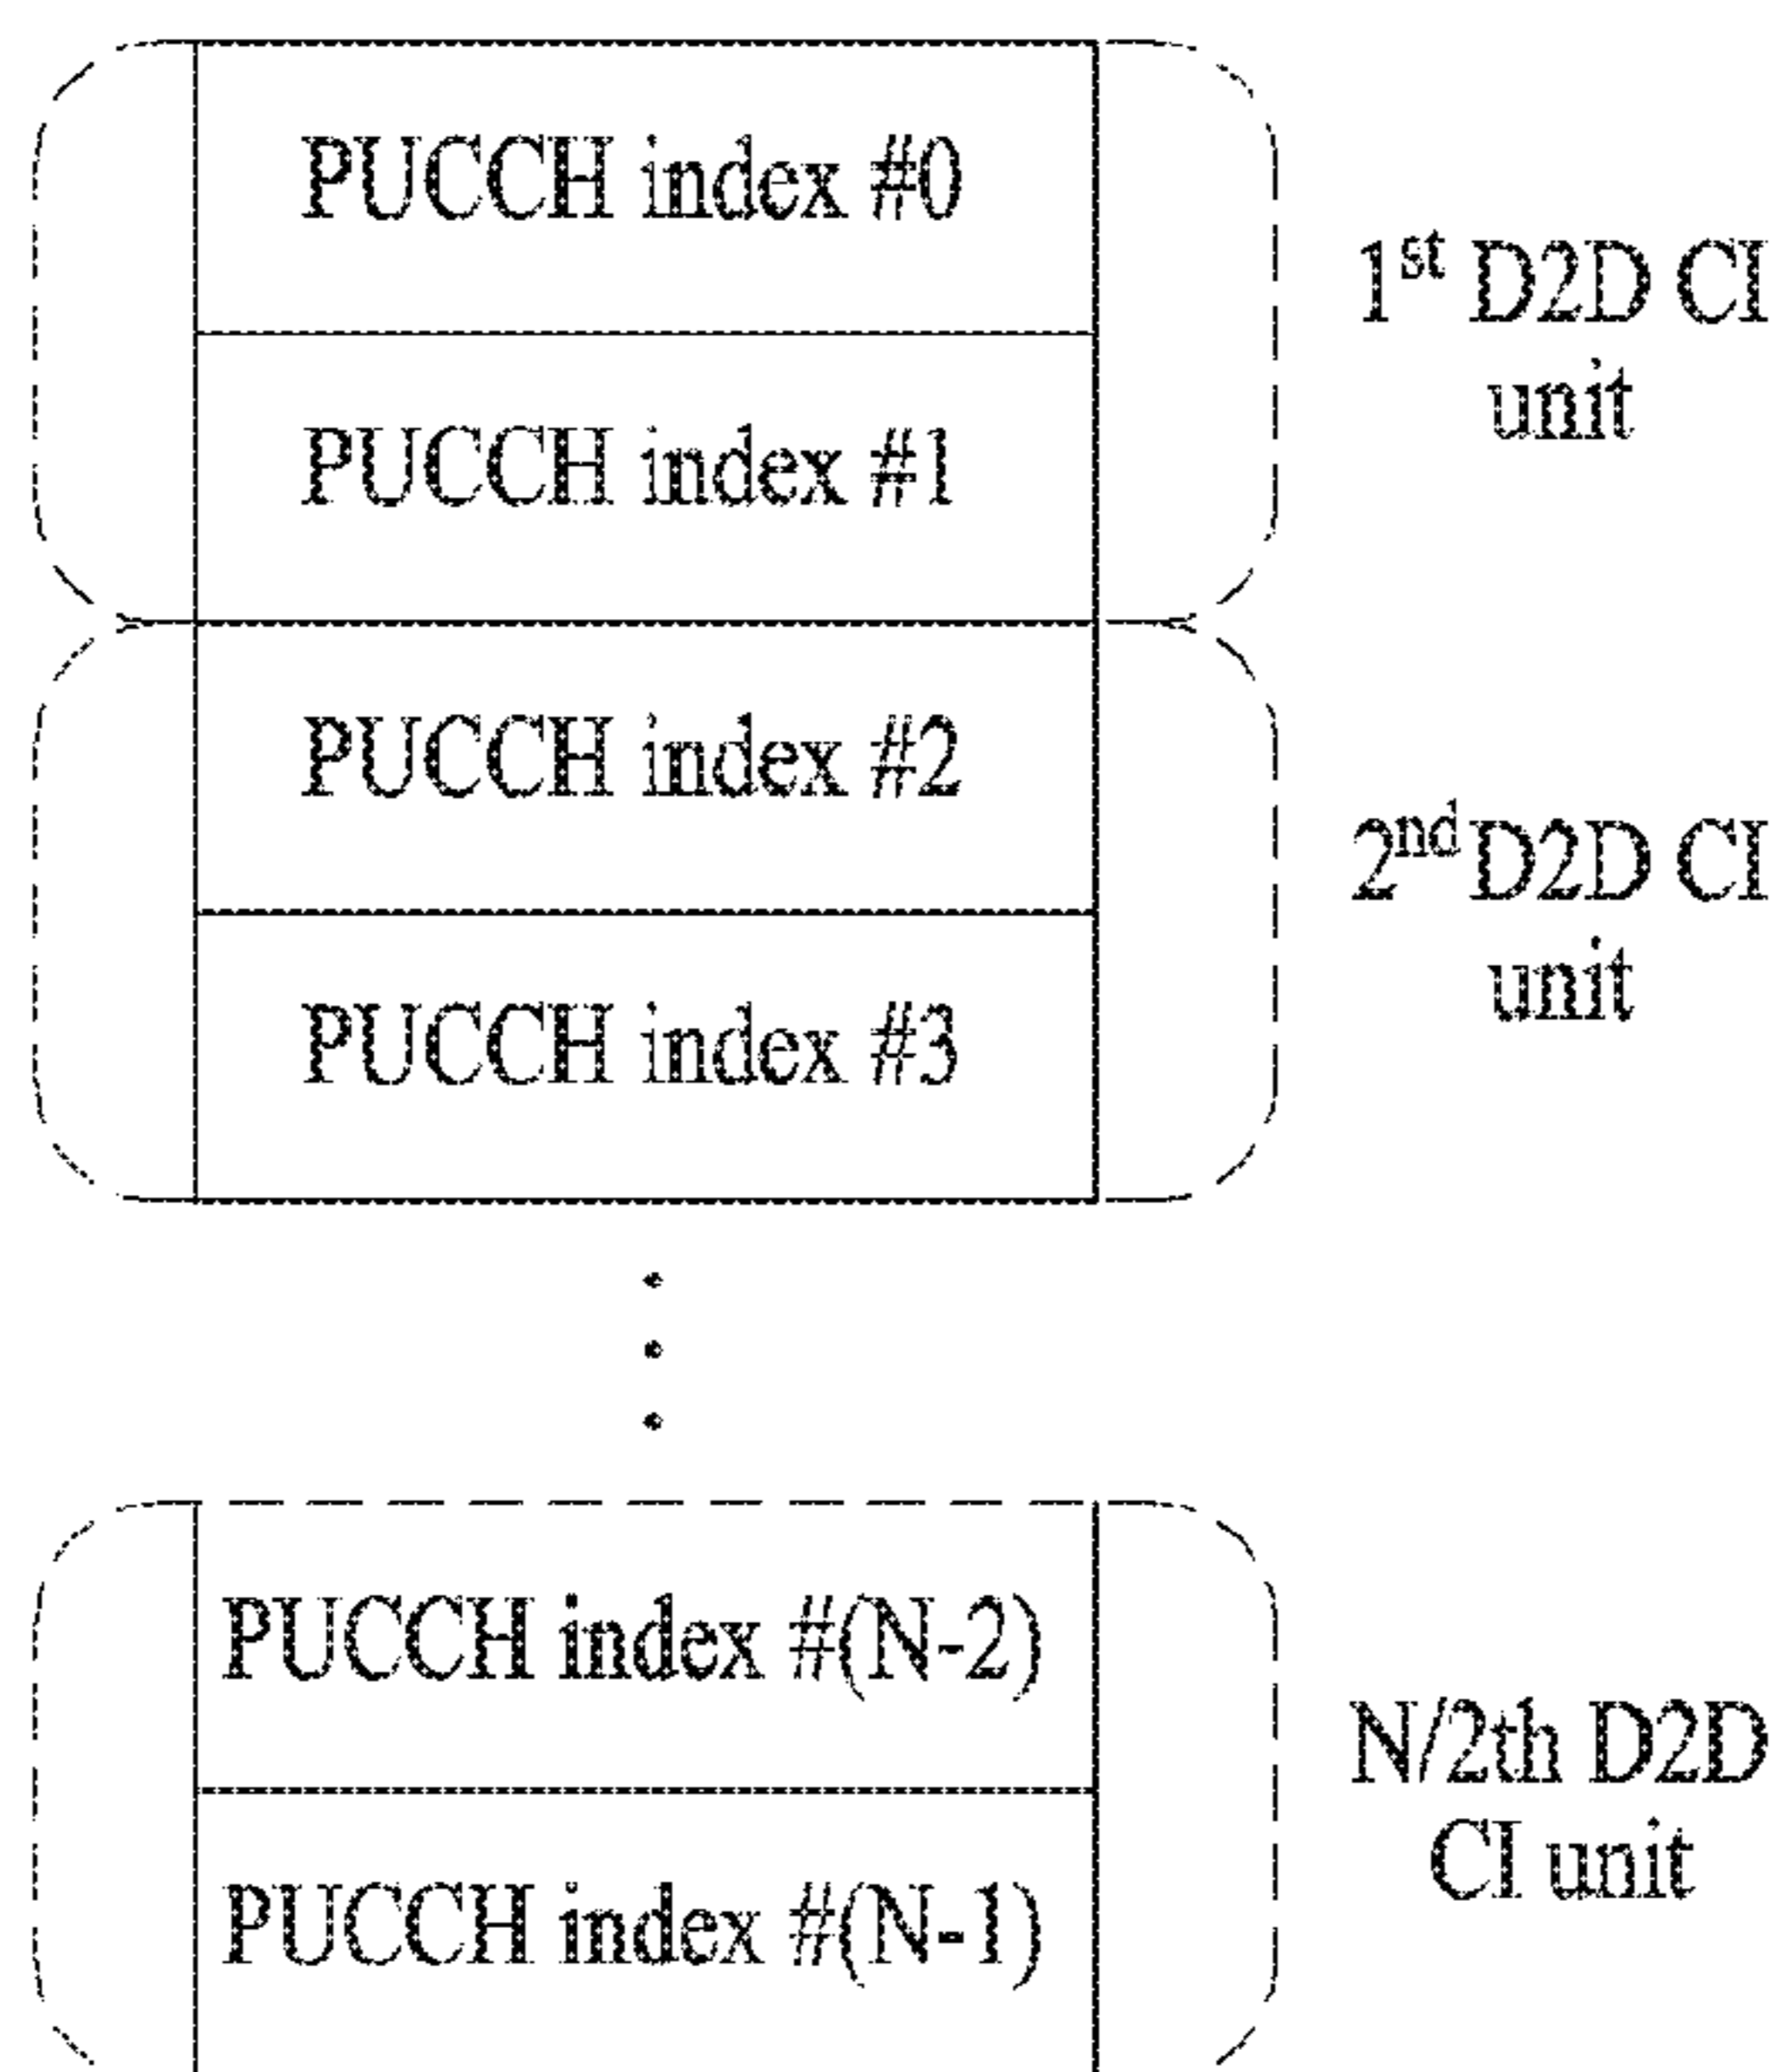 PUCCH index #0
1st D2D CI
unit
PUCCH index #1
PUCCH index #2
2nd D2D CI
unit
PUCCH index #3
PUCCH index #(N-2)
N/2th D2D
CI unit
PUCCH index #(N-1)